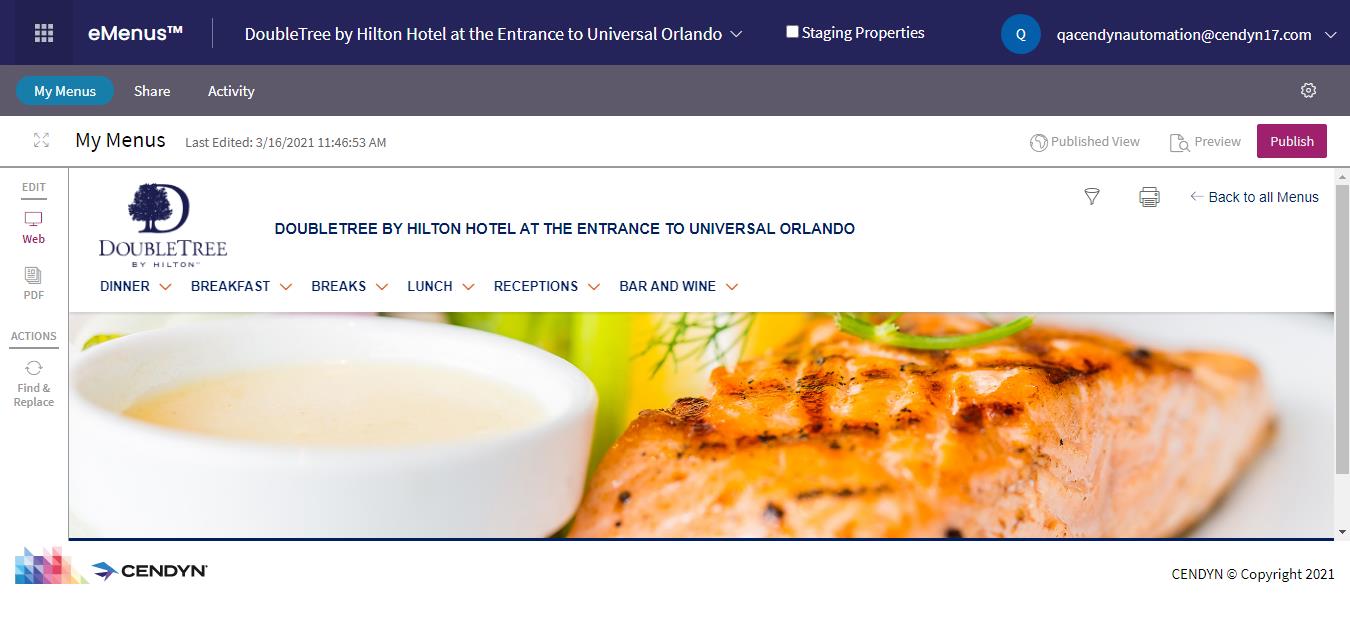 eMenus™ DoubleTree by Hilton Hotel at the Entrance to Universal Orlando Staging Properties Q qacendynautomation@cendyn17.com
My Menus Share Activity
My Menus Last Edited: 3/16/2021 11:46:53 AM Published View Preview Publish
EDIT
Web
PDF
ACTIONS
Find &
Replace
D
DOUBLETREE
BY HILTON™
DOUBLETREE BY HILTON HOTEL AT THE ENTRANCE TO UNIVERSAL ORLANDO
Back to all Menus
DINNER BREAKFAST BREAKS LUNCH RECEPTIONS BAR AND WINE
CENDYN
CENDYN © Copyright 2021